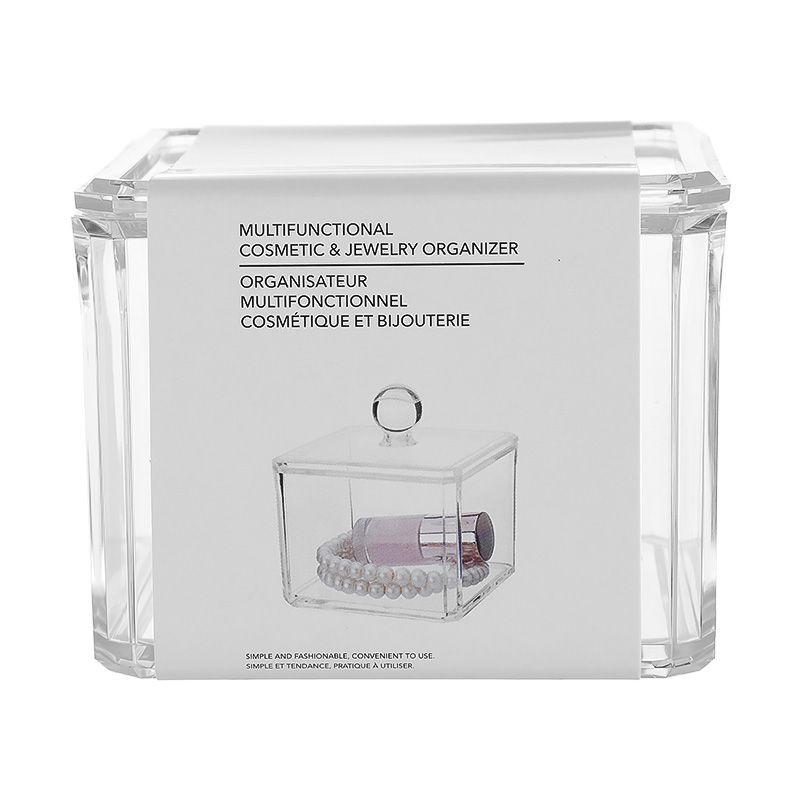 MULTIFUNCTIONAL
COSMETIC & JEWELRY ORGANIZER
ORGANISATEUR
MULTIFONCTIONNEL
COSMÉTIQUE ET BIJOUTERIE
SIMPLE AND FASHIONABLE, CONVENIENT TO USE.
SIMPLE ET TENDANCE, PRATIQUE À UTILISER.